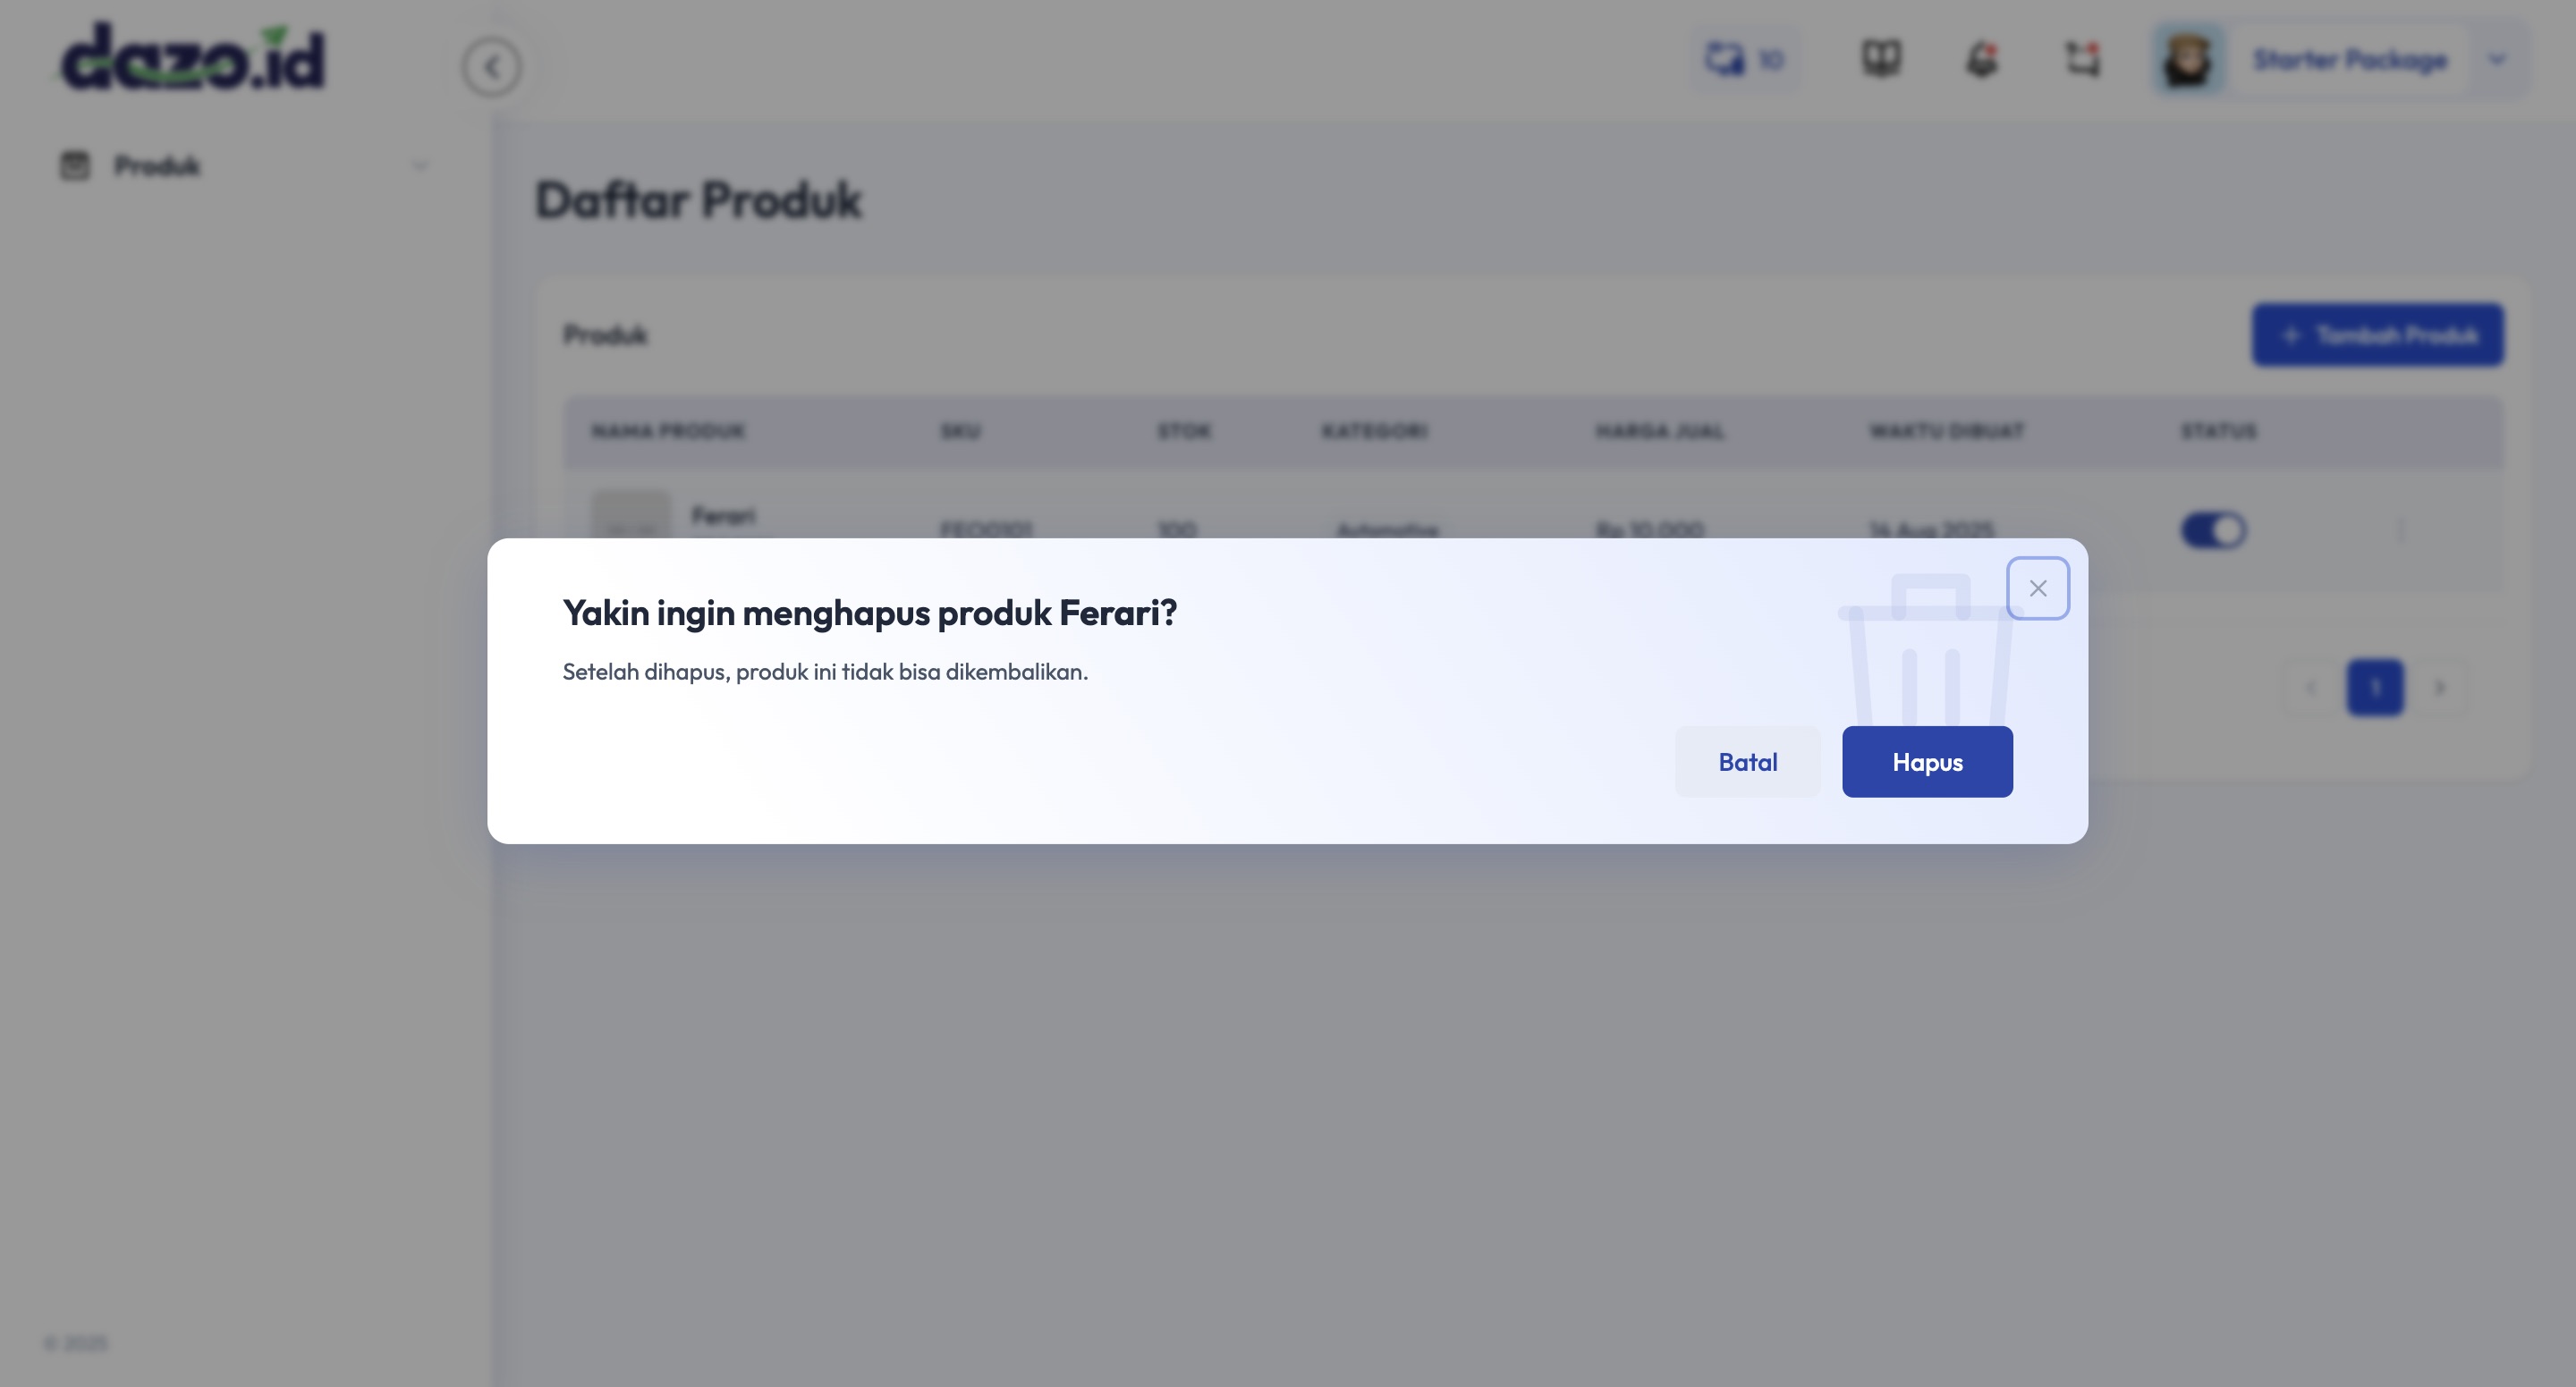 dazo.id
10
Starter Package
Produk
Daftar Produk
Produk
+ Tambah Produk
NAMA PRODUK SKU STOK KATEGORI HARGA JUAL WAKTU DIBUAT STATUS
Ferari FE00101 100 Automotive Rp 10.000 14 Aug 2025
Yakin ingin menghapus produk Ferari?
Setelah dihapus, produk ini tidak bisa dikembalikan.
1
Batal Hapus
© 2025